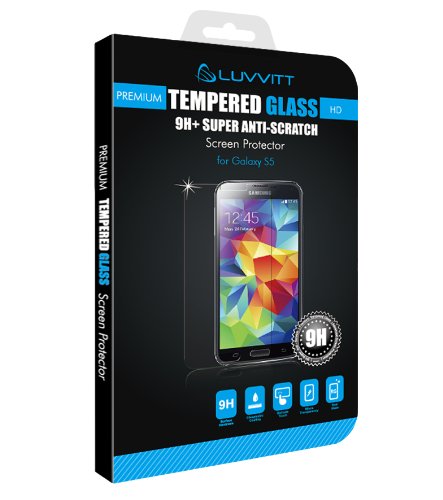 LUVVITT
PREMIUM
TEMPERED GLASS
HD
9H+ SUPER ANTI-SCRATCH
Screen Protector
for Galaxy S5
PREMIUM TEMPERED GLASS Screen Protector
SAMSUNG
12:45
9H
9H